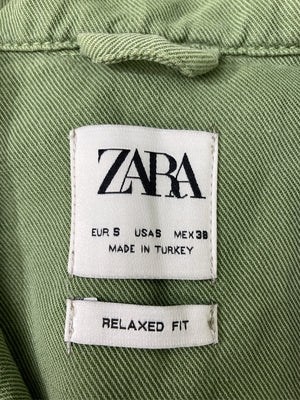 ZARA
EUR S USA S MEX 38
MADE IN TURKEY
RELAXED FIT